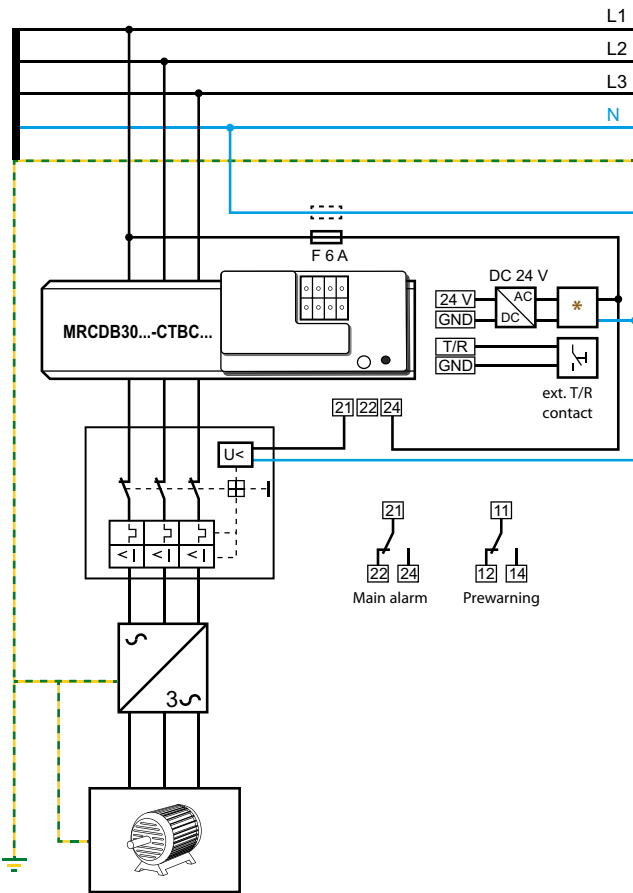 L1
L2
L3
N
F 6 A
MRCDB30...-CTBC...
DC 24 V
24 V
GND
AC
DC
*
T/R
GND
ext. T/R
contact
21 22 24
U<
< I < I < I
21
22 24
Main alarm
11
12 14
Prewarning
3